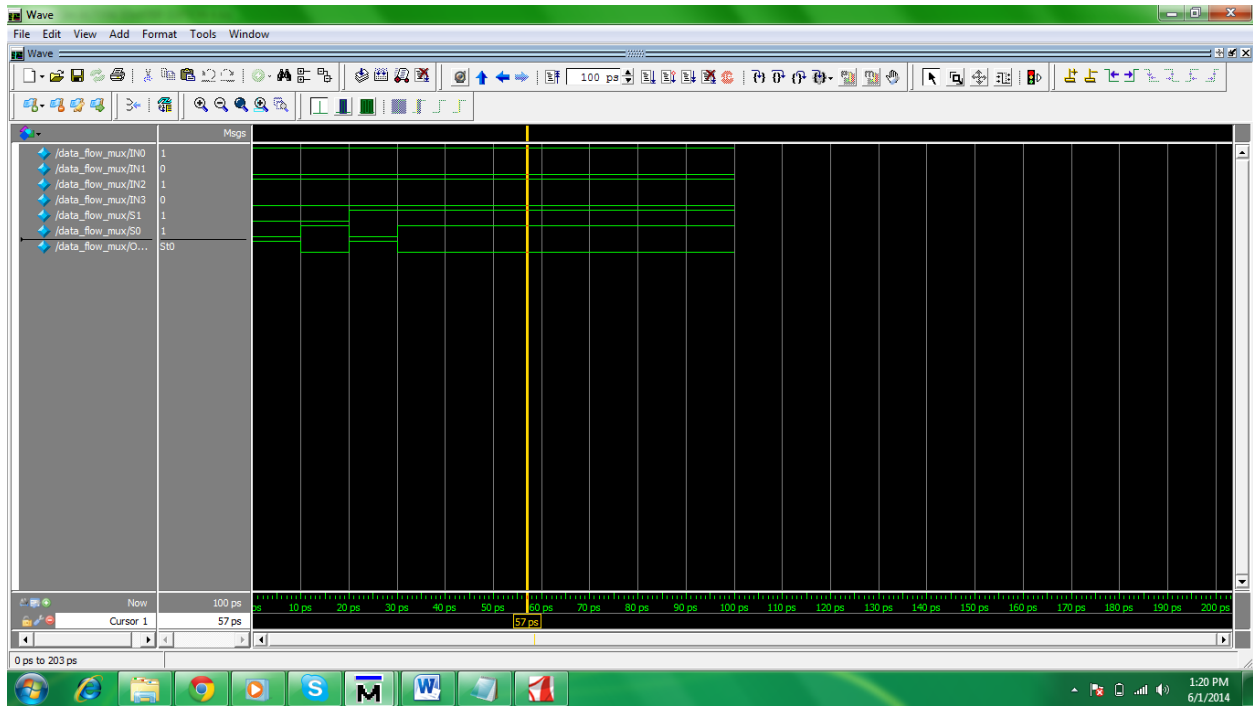 Wave
File Edit View Add Format Tools Window
Wave
100 ps
Msgs
/data_flow_mux/IN0 1
/data_flow_mux/IN1 0
/data_flow_mux/IN2 1
/data_flow_mux/IN3 0
/data_flow_mux/S1 1
/data_flow_mux/S0 1
/data_flow_mux/O... St0
Now 100 ps
ps 10 ps 20 ps 30 ps 40 ps 50 ps 60 ps 70 ps 80 ps 90 ps 100 ps 110 ps 120 ps 130 ps 140 ps 150 ps 160 ps 170 ps 180 ps 190 ps 200 ps
Cursor 1 57 ps 57 ps
0 ps to 203 ps
1:20 PM
6/1/2014